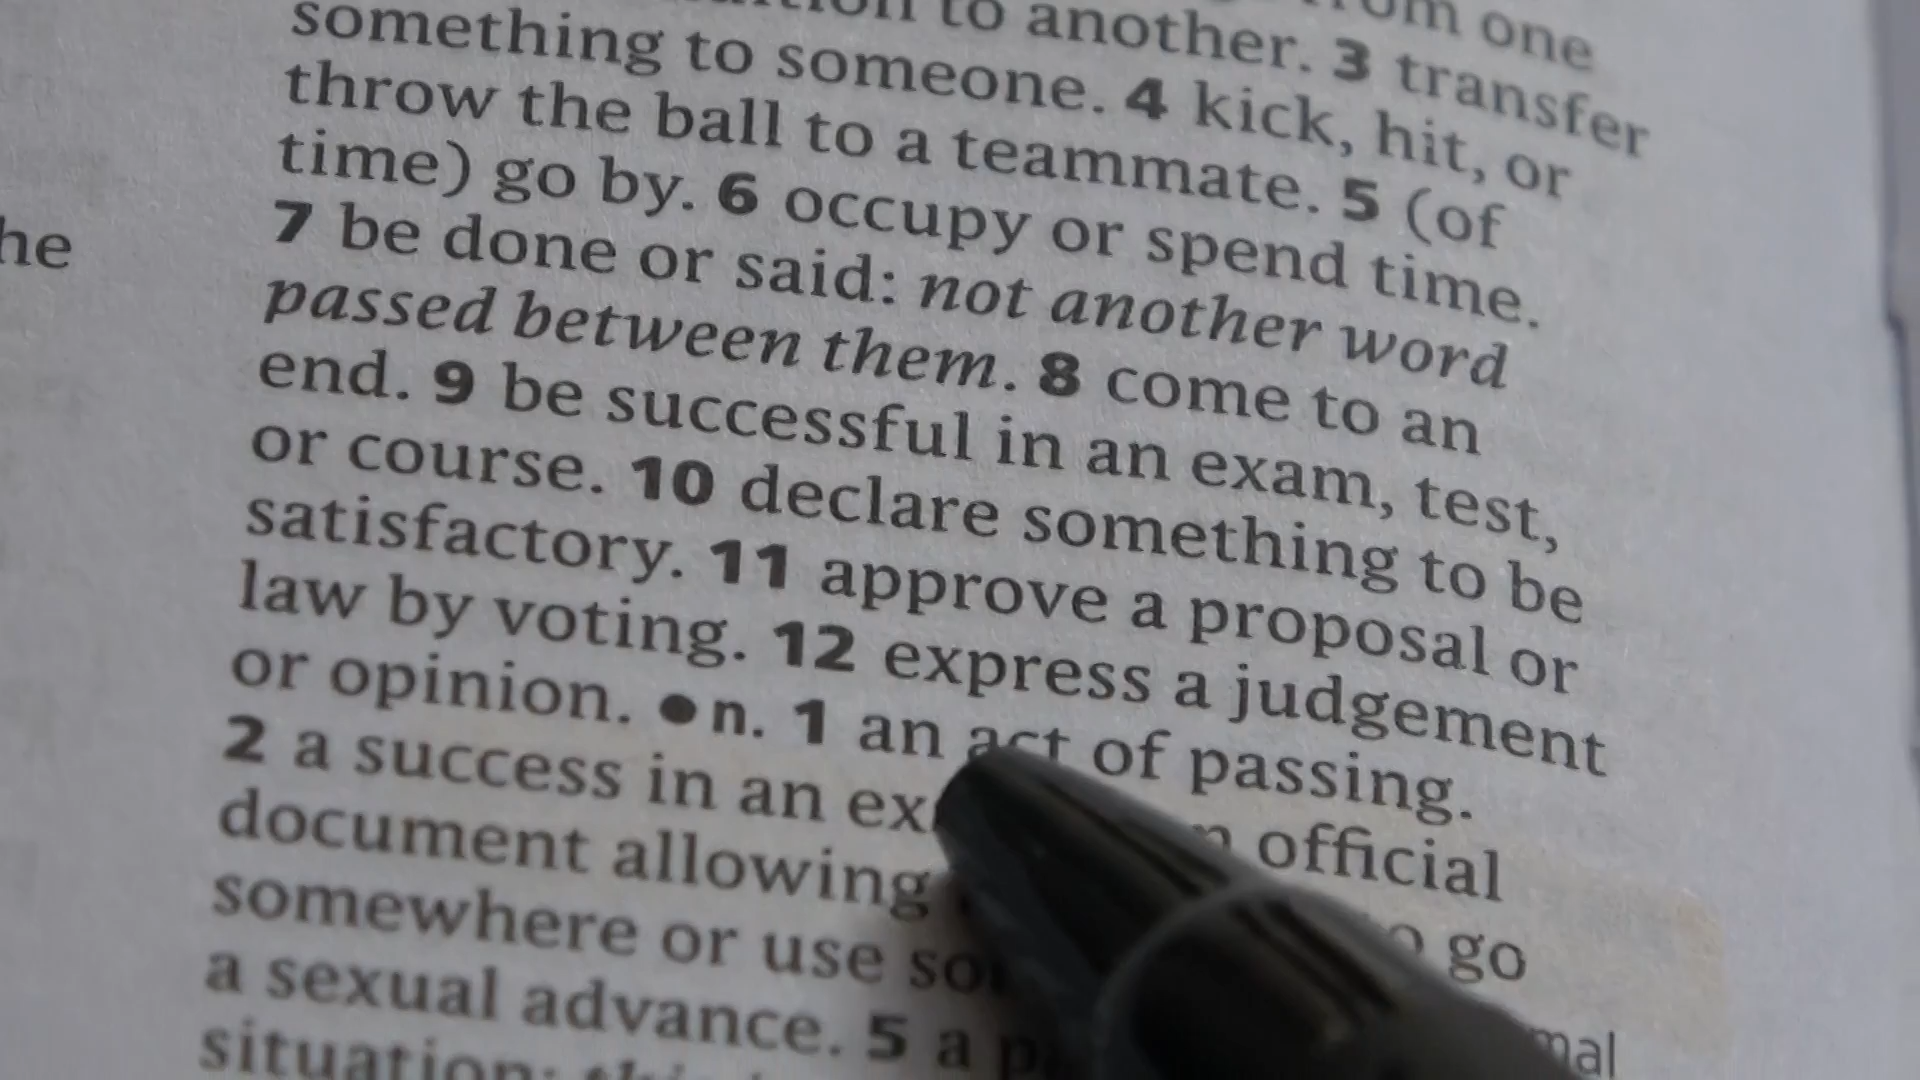 to another. 3 transfer
something to someone. 4 kick, hit, or
throw the ball to a teammate. 5 (of
time) go by. 6 occupy or spend time.
7 be done or said: not another word
passed between them. 8 come to an
end. 9 be successful in an exam, test,
or course. 10 declare something to be
satisfactory. 11 approve a proposal or
law by voting. 12 express a judgement
or opinion. ●n. 1 an act of passing.
2 a success in an official
document allowing go
somewhere or use
a sexual advance. 5 a
situation: